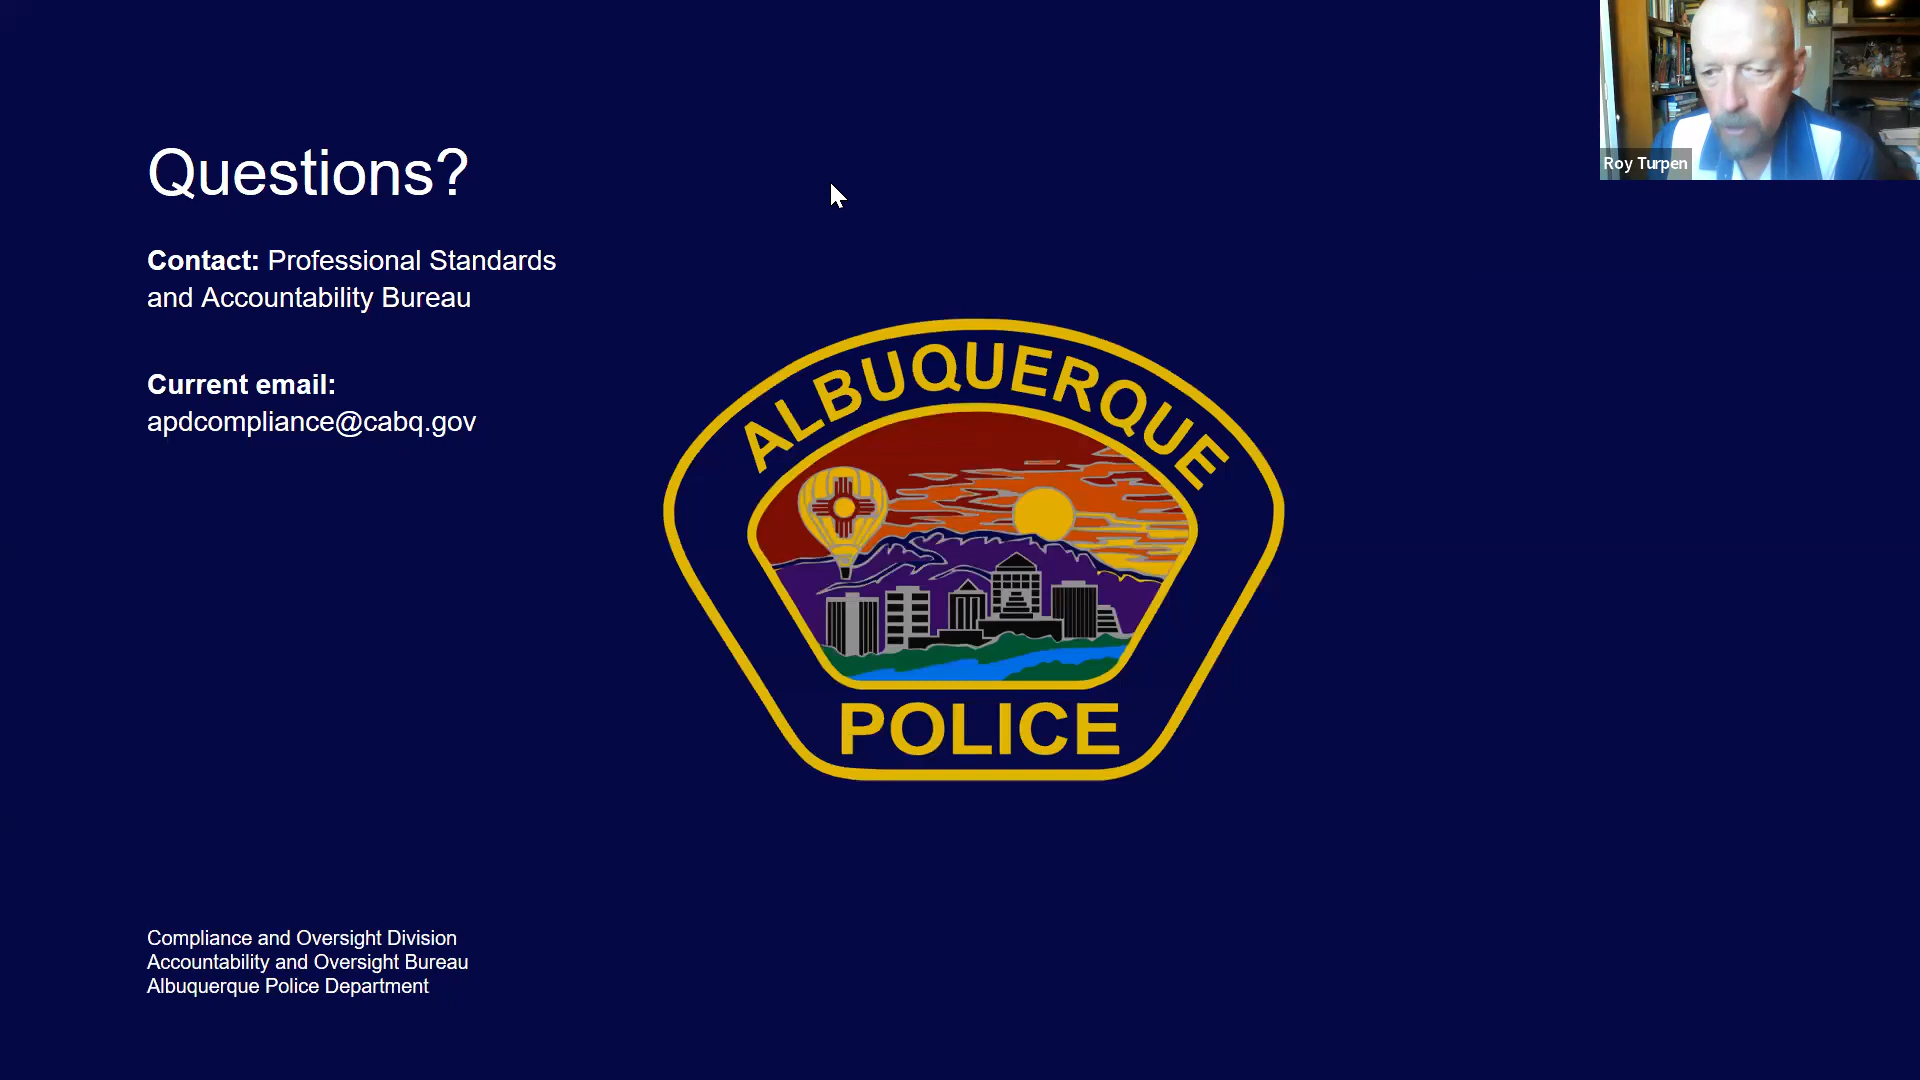 Questions?
Contact: Professional Standards
and Accountability Bureau
Current email:
apdcompliance@cabq.gov
ALBUQUERQUE
POLICE
Compliance and Oversight Division
Accountability and Oversight Bureau
Albuquerque Police Department
Roy Turpen